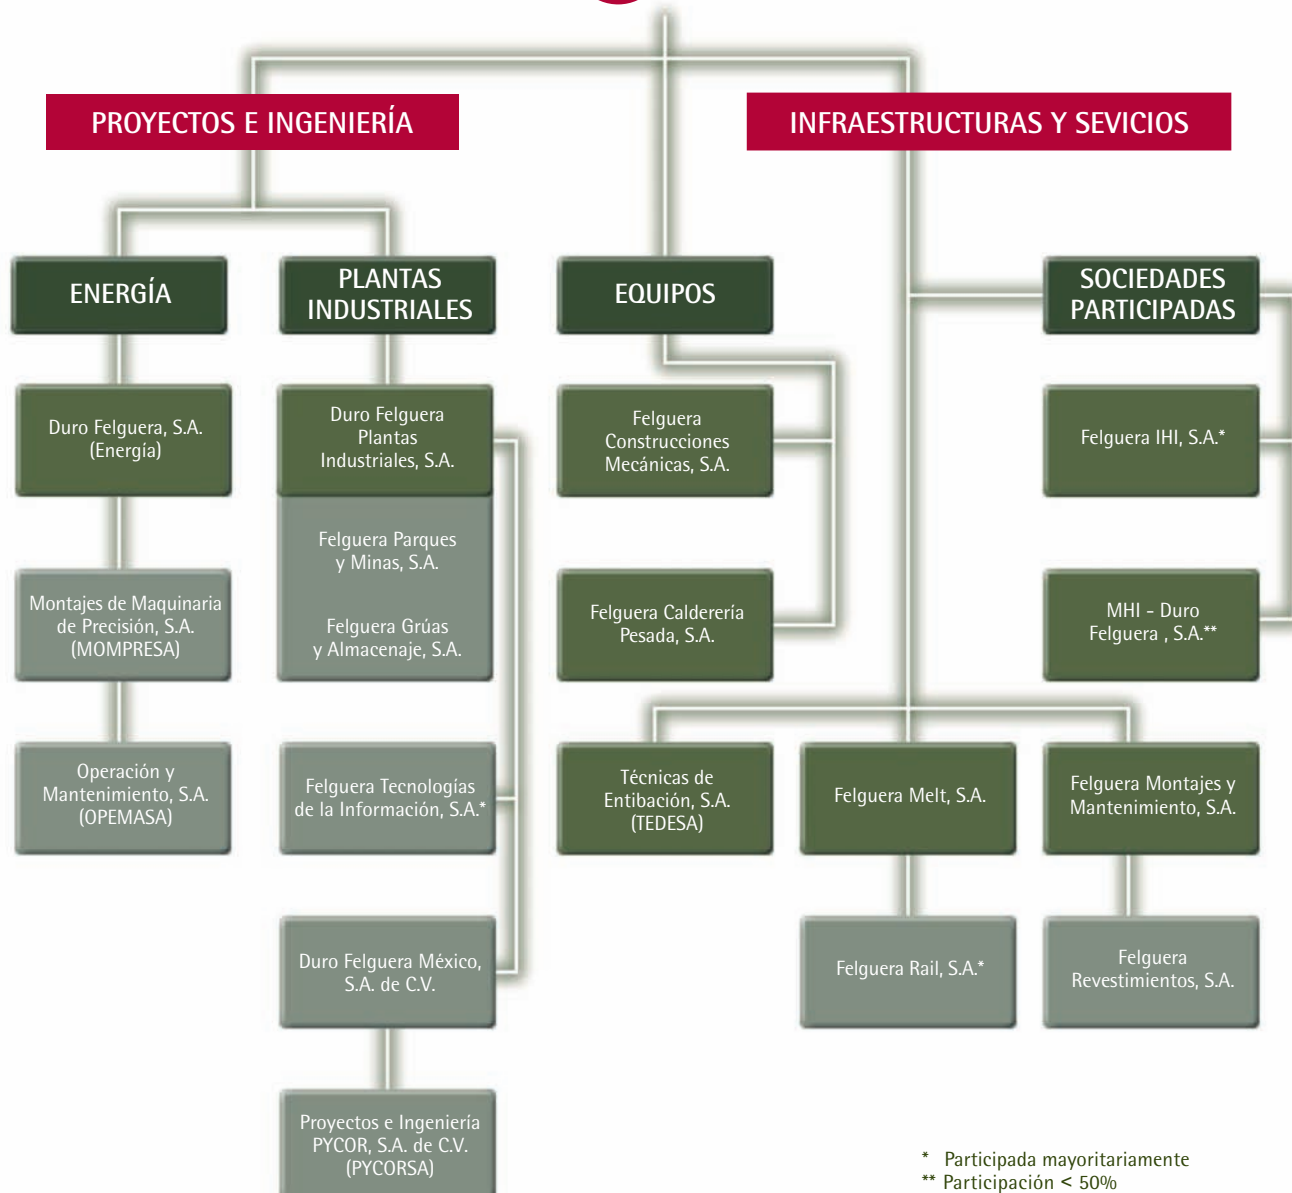 PROYECTOS E INGENIERÍA
INFRAESTRUCTURAS Y SEVICIOS
ENERGÍA
PLANTAS
INDUSTRIALES
EQUIPOS
SOCIEDADES
PARTICIPADAS
Duro Felguera, S.A.
(Energía)
Duro Felguera
Plantas
Industriales, S.A.
Felguera
Construcciones
Mecánicas, S.A.
Felguera IHI, S.A.*
Felguera Parques
y Minas, S.A.
Felguera Grúas
y Almacenaje, S.A.
Montajes de Maquinaria
de Precisión, S.A.
(MOMPRESA)
Felguera Calderería
Pesada, S.A.
MHI - Duro
Felguera , S.A.**
Operación y
Mantenimiento, S.A.
(OPEMASA)
Felguera Tecnologías
de la Información, S.A.*
Técnicas de
Entibación, S.A.
(TEDESA)
Felguera Melt, S.A.
Felguera Montajes y
Mantenimiento, S.A.
Duro Felguera México,
S.A. de C.V.
Felguera Rail, S.A.*
Felguera
Revestimientos, S.A.
Proyectos e Ingeniería
PYCOR, S.A. de C.V.
(PYCORSA)
* Participada mayoritariamente
** Participación < 50%